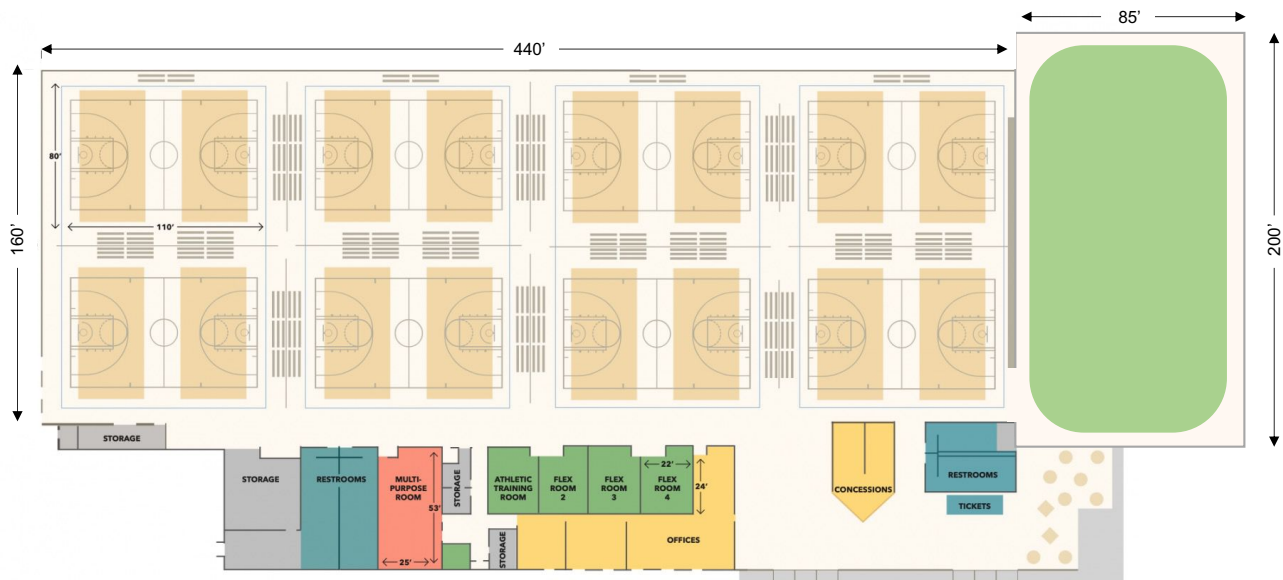 85’
440’
80’
110’
160’
200’
STORAGE
STORAGE
RESTROOMS
MULTI-
PURPOSE
ROOM
53’
25’
STORAGE
ATHLETIC
TRAINING
ROOM
FLEX
ROOM
2
FLEX
ROOM
3
22’
FLEX
ROOM
4
24’
STORAGE
OFFICES
CONCESSIONS
RESTROOMS
TICKETS